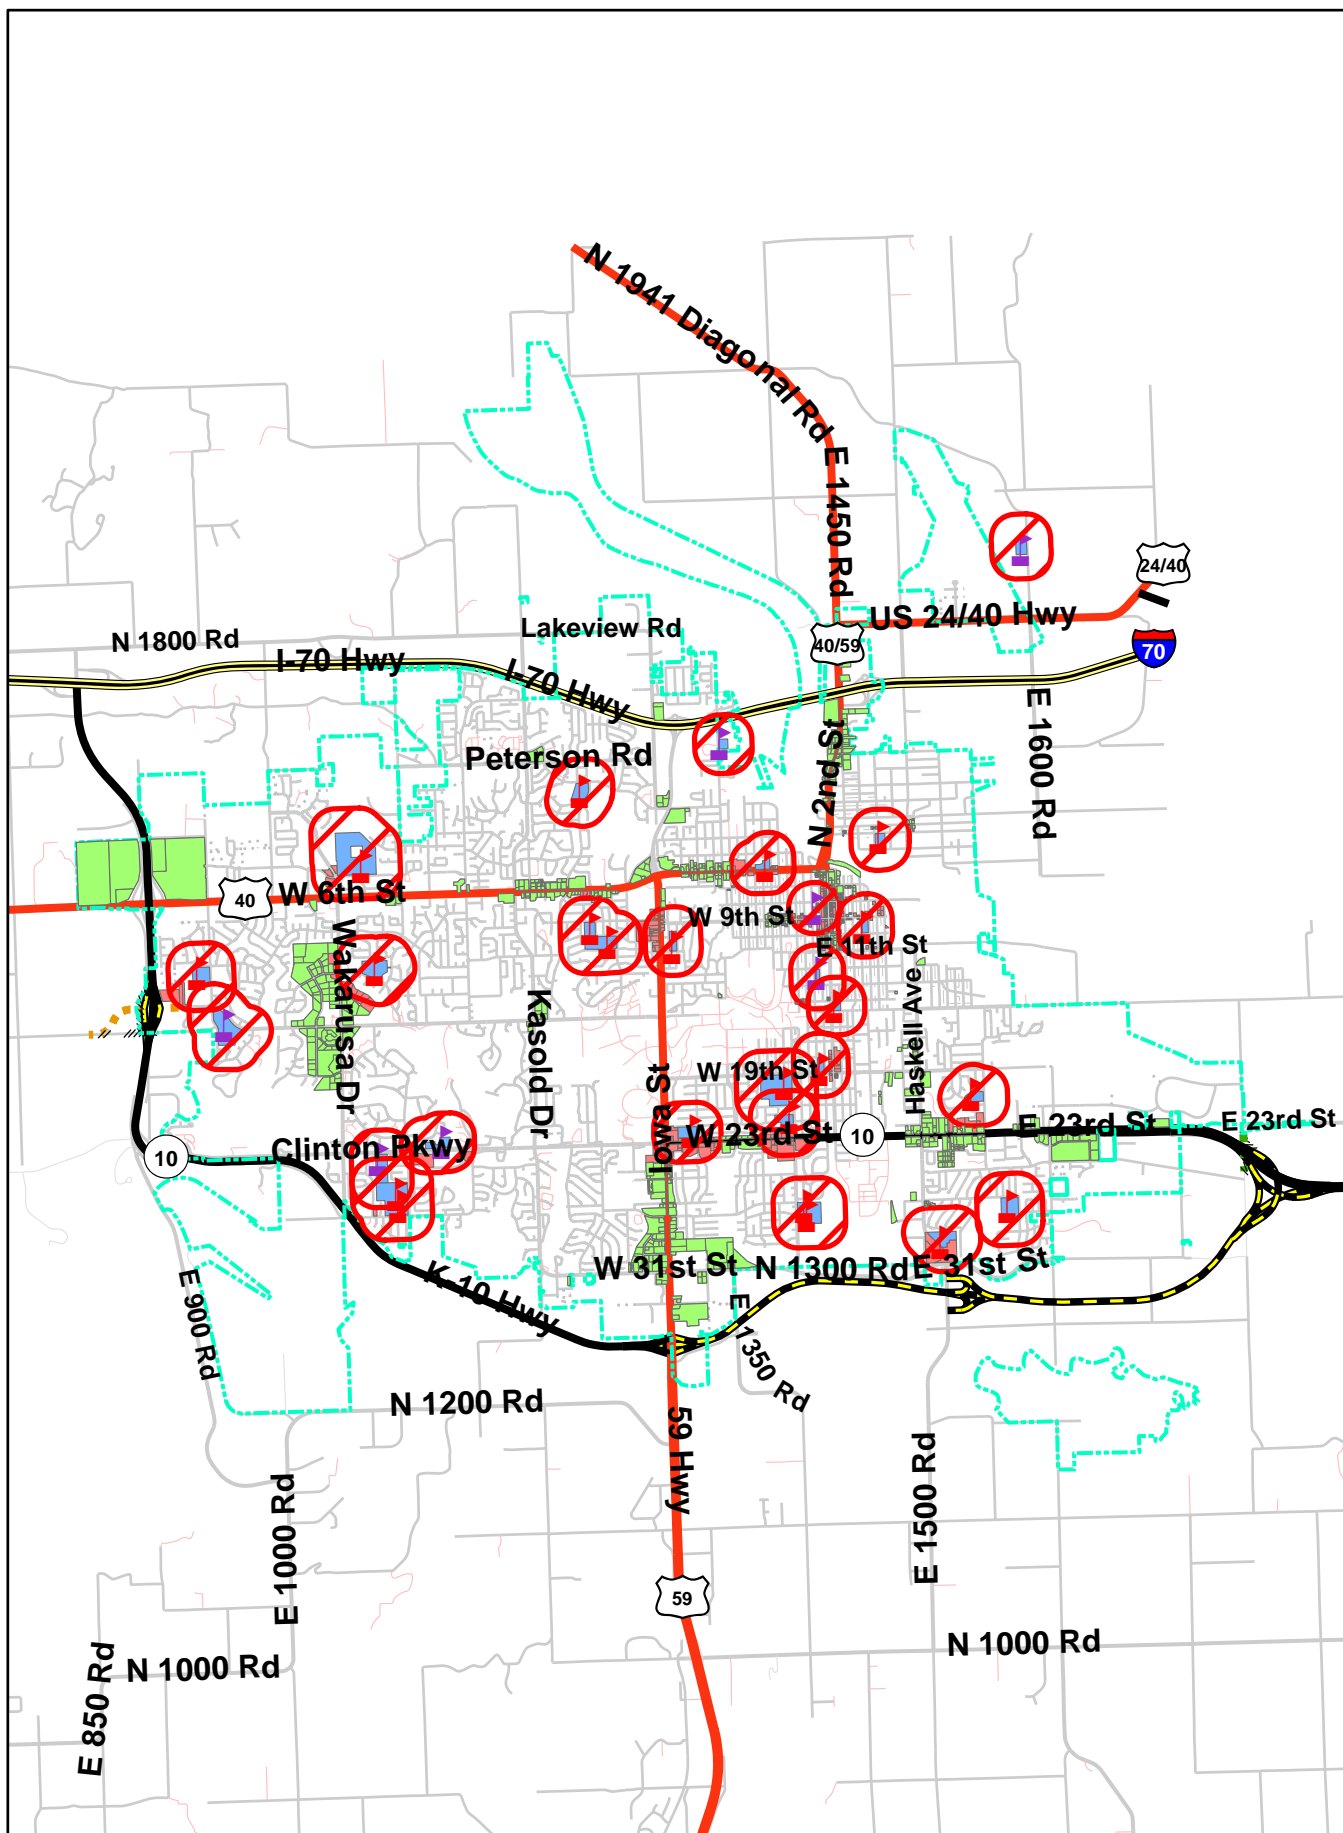 N 1941 Diagonal Rd
E 1450 Rd
24/40
US 24/40 Hwy
40/59
70
N 1800 Rd
Lakeview Rd
I-70 Hwy
I-70 Hwy
E 1600 Rd
Peterson Rd
N 2nd St
40
W 6th St
W 9th St
E 11th St
Wakarusa Dr
Kasold Dr
Haskell Ave
Iowa St
W 19th St
W 23rd St
10
E 23rd St
E 23rd St
10
Clinton Pkwy
W 31st St
N 1300 Rd
E 31st St
K-10 Hwy
E 900 Rd
E 1350 Rd
N 1200 Rd
59 Hwy
E 1000 Rd
E 1500 Rd
59
N 1000 Rd
N 1000 Rd
E 850 Rd